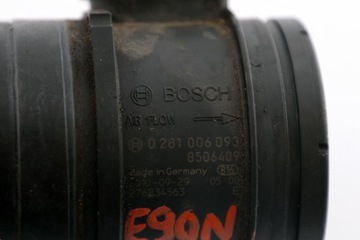 BOSCH
AIR FLOW
0 281 006 093
8506409
Made in Germany
E90N